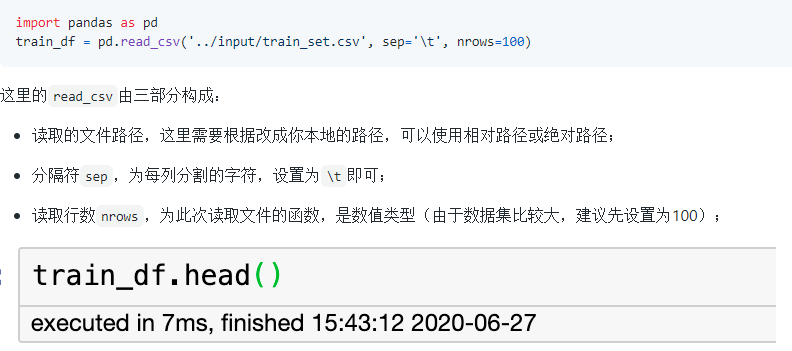 import pandas as pd
train_df = pd.read_csv('../input/train_set.csv', sep='\t', nrows=100)
这里的 read_csv 由三部分构成：
• 读取的文件路径，这里需要根据改成你本地的路径，可以使用相对路径或绝对路径；
• 分隔符 sep ，为每列分割的字符，设置为 \t 即可；
• 读取行数 nrows ，为此次读取文件的函数，是数值类型（由于数据集比较大，建议先设置为100）；
train_df.head()
executed in 7ms, finished 15:43:12 2020-06-27